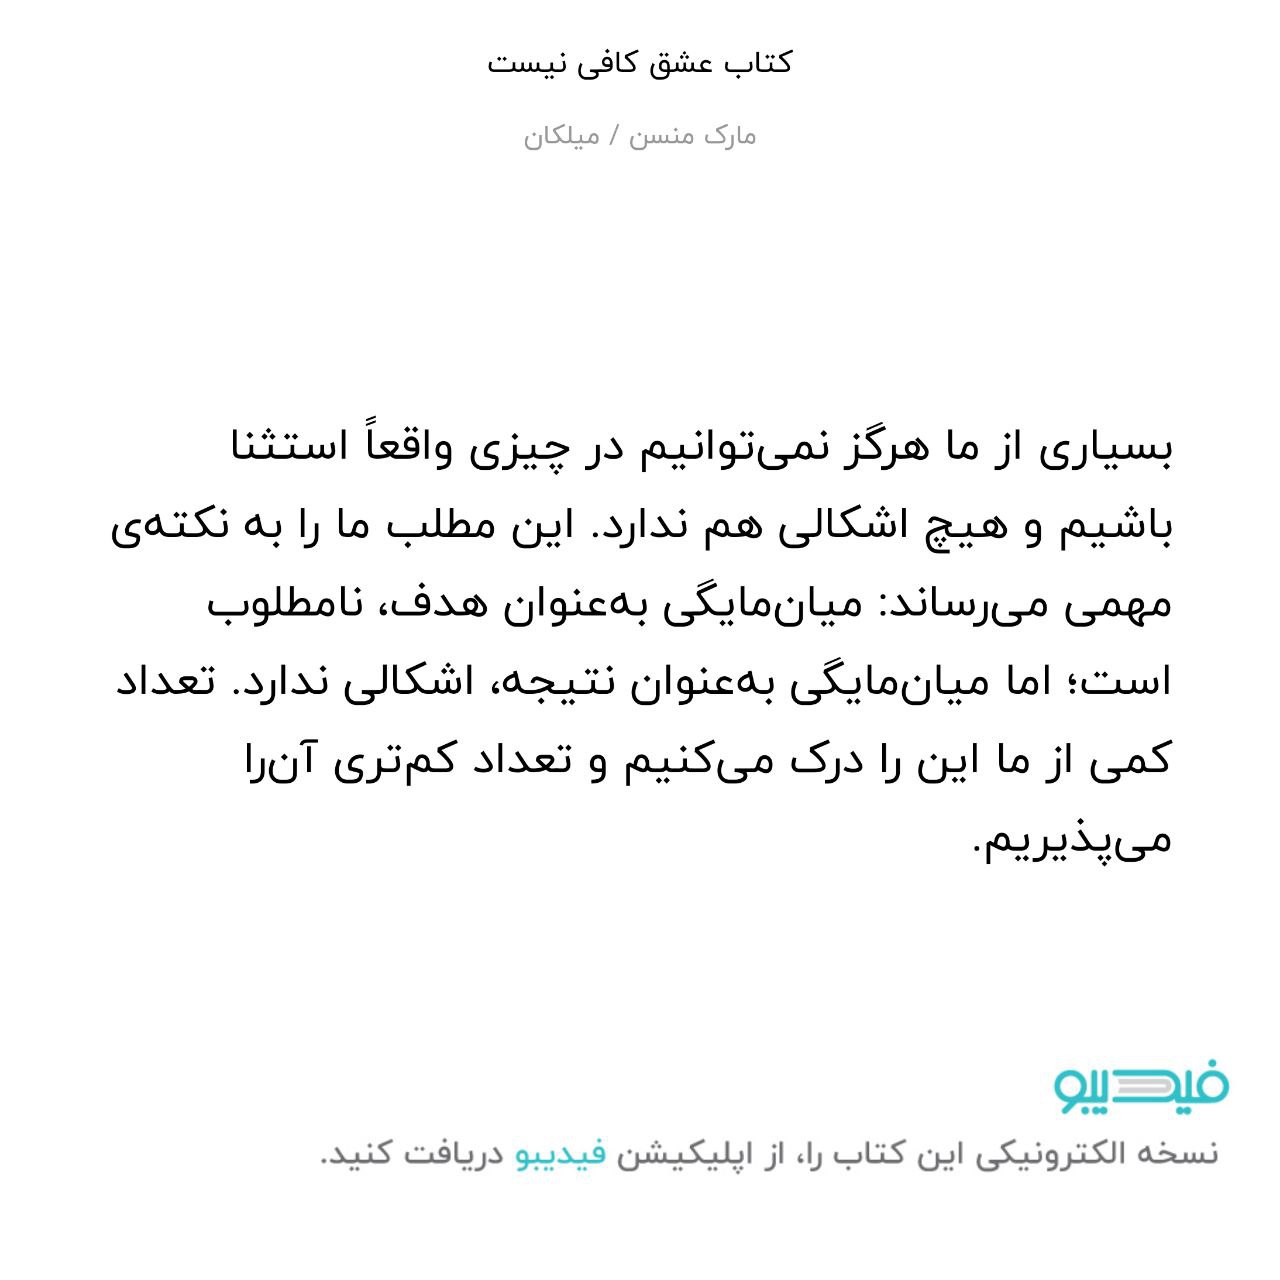 کتاب عشق کافی نیست
مارک منسن / میلکان
بسیاری از ما هرگز نمی‌توانیم در چیزی واقعاً استثنا
باشیم و هیچ اشکالی هم ندارد. این مطلب ما را به نکته‌ی
مهمی می‌رساند: میان‌مایگی به‌عنوان هدف، نامطلوب
است؛ اما میان‌مایگی به‌عنوان نتیجه، اشکالی ندارد. تعداد
کمی از ما این را درک می‌کنیم و تعداد کم‌تری آن‌را
می‌پذیریم.
فیدیبو
نسخه الکترونیکی این کتاب را، از اپلیکیشن فیدیبو دریافت کنید.